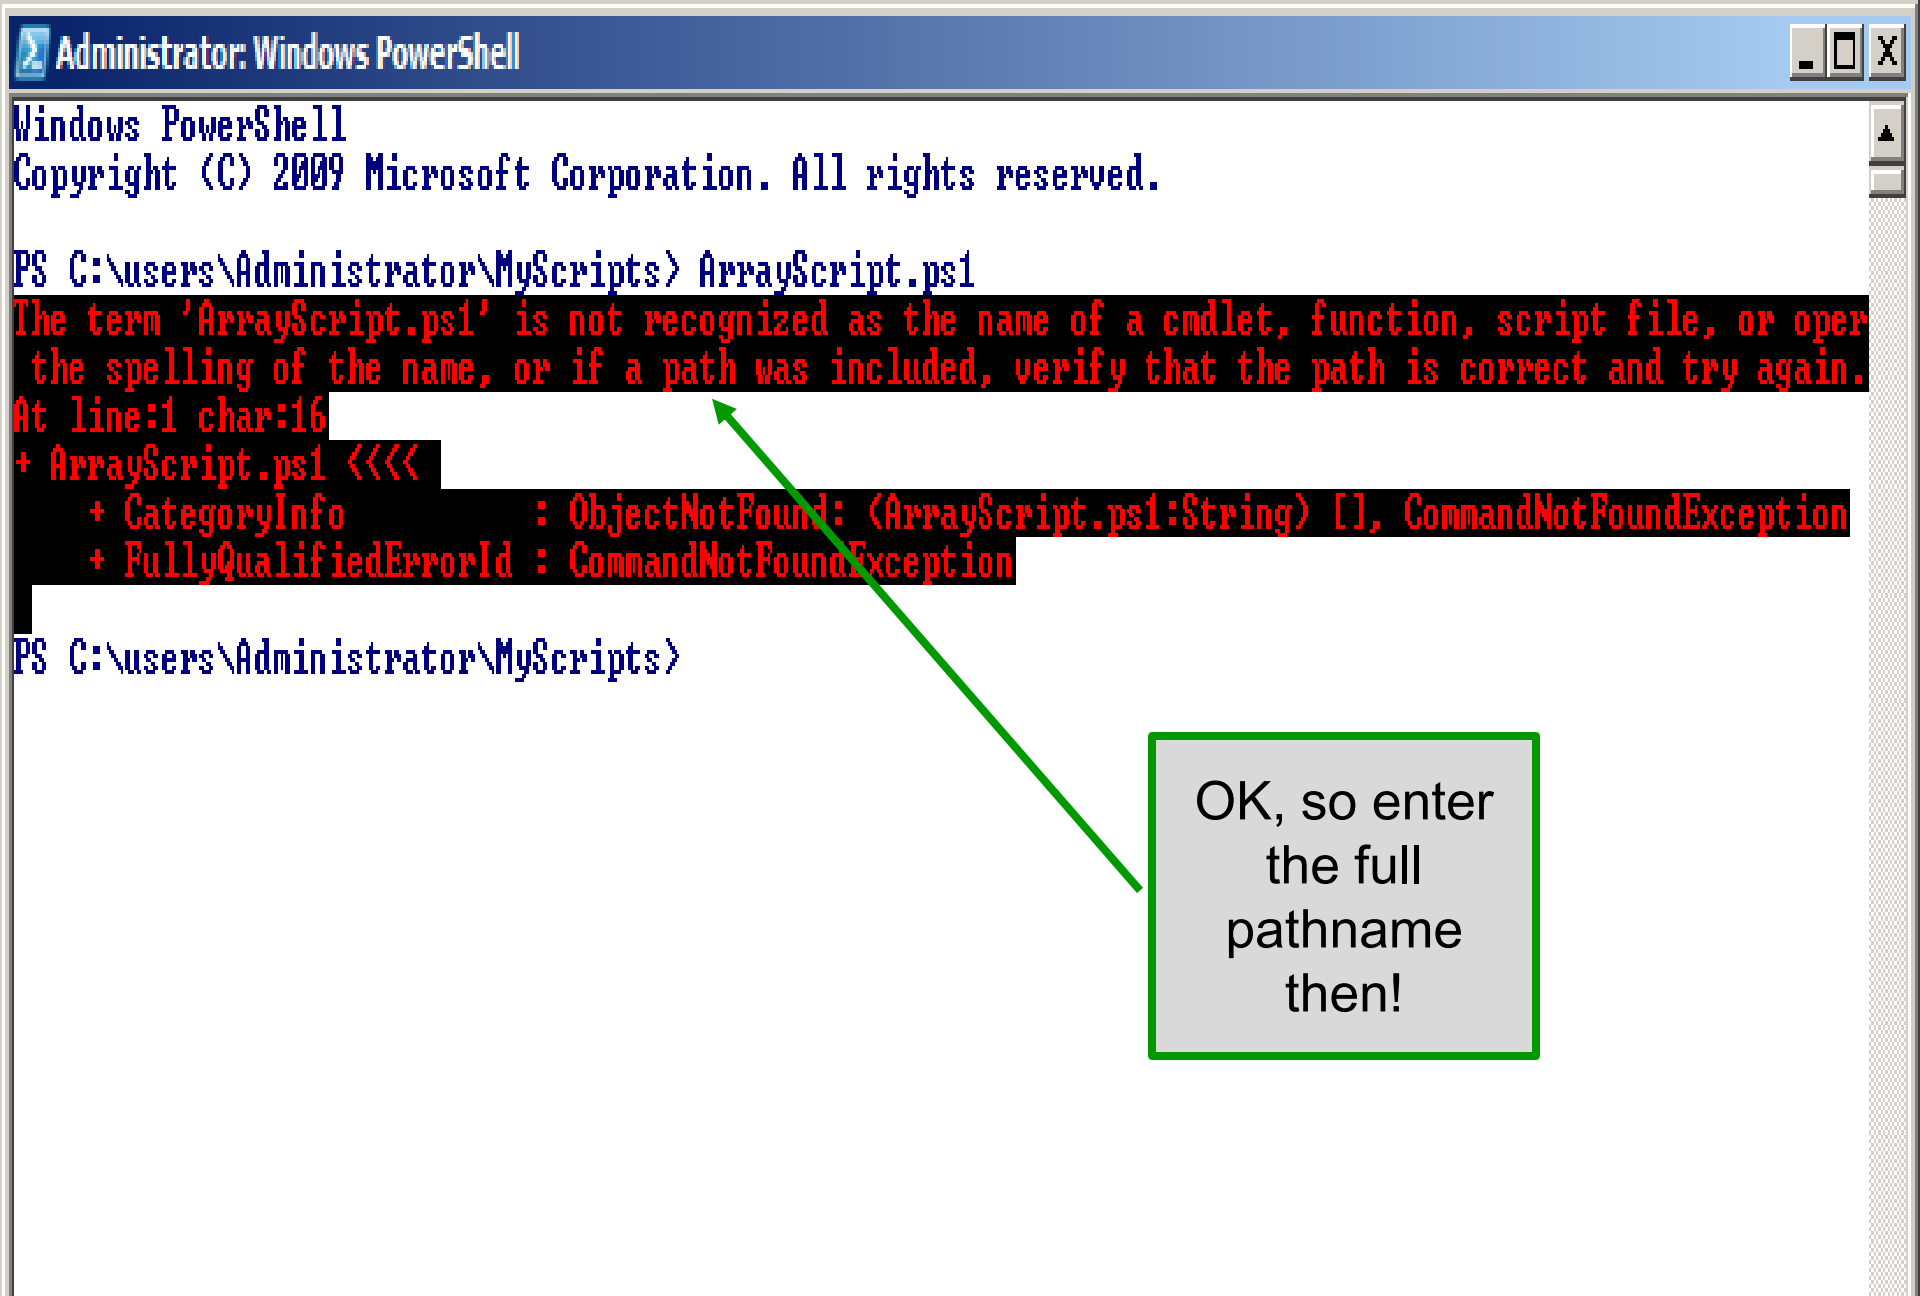 Administrator: Windows PowerShell
Windows PowerShell
Copyright (C) 2009 Microsoft Corporation. All rights reserved.
PS C:\users\Administrator\MyScripts> ArrayScript.ps1
The term 'ArrayScript.ps1' is not recognized as the name of a cmdlet, function, script file, or oper
the spelling of the name, or if a path was included, verify that the path is correct and try again.
At line:1 char:16
+ ArrayScript.ps1 <<<<
+ CategoryInfo : ObjectNotFound: (ArrayScript.ps1:String) [], CommandNotFoundException
+ FullyQualifiedErrorId : CommandNotFoundException
PS C:\users\Administrator\MyScripts>
OK, so enter
the full
pathname
then!